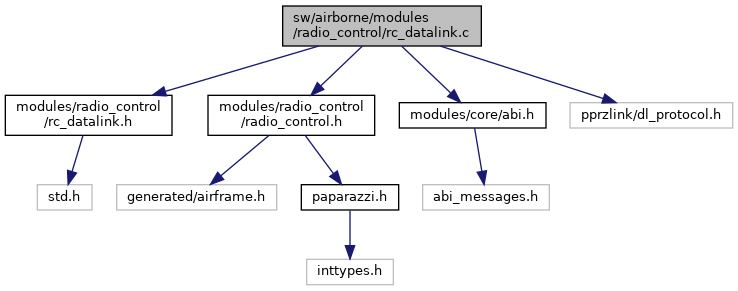 sw/airborne/modules
/radio_control/rc_datalink.c
modules/radio_control
/rc_datalink.h
modules/radio_control
/radio_control.h
modules/core/abi.h
pprzlink/dl_protocol.h
std.h
generated/airframe.h
paparazzi.h
abi_messages.h
inttypes.h